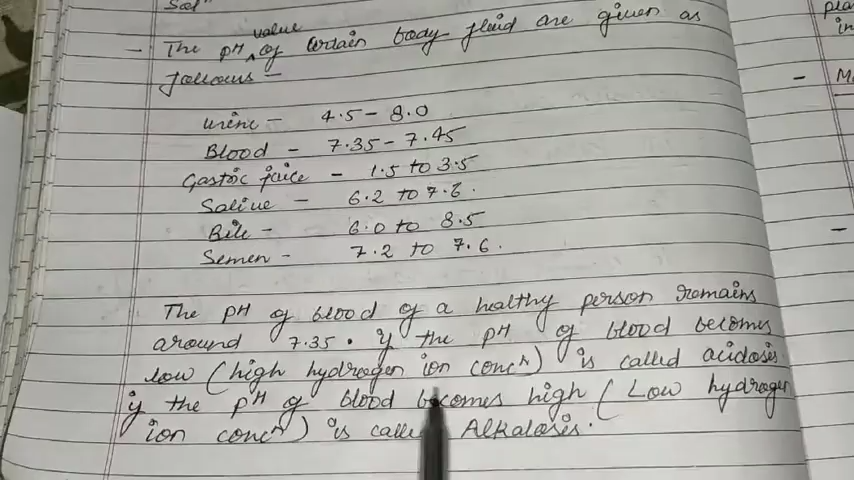 Sol
- The pH value of certain body fluid are given as
follows -
urine - 4.5 - 8.0
Blood - 7.35 - 7.45
Gastric juice - 1.5 to 3.5
Salive - 6.2 to 7.6.
Bile - 6.0 to 8.5
Semen - 7.2 to 7.6.
The pH of blood of a healthy person remains
around 7.35. if the pH of blood becomes
low (high hydrogen ion concn) is called acidosis
if the pH of blood becomes high (Low hydrogen
ion concn) is called Alkalosis.
in
- M